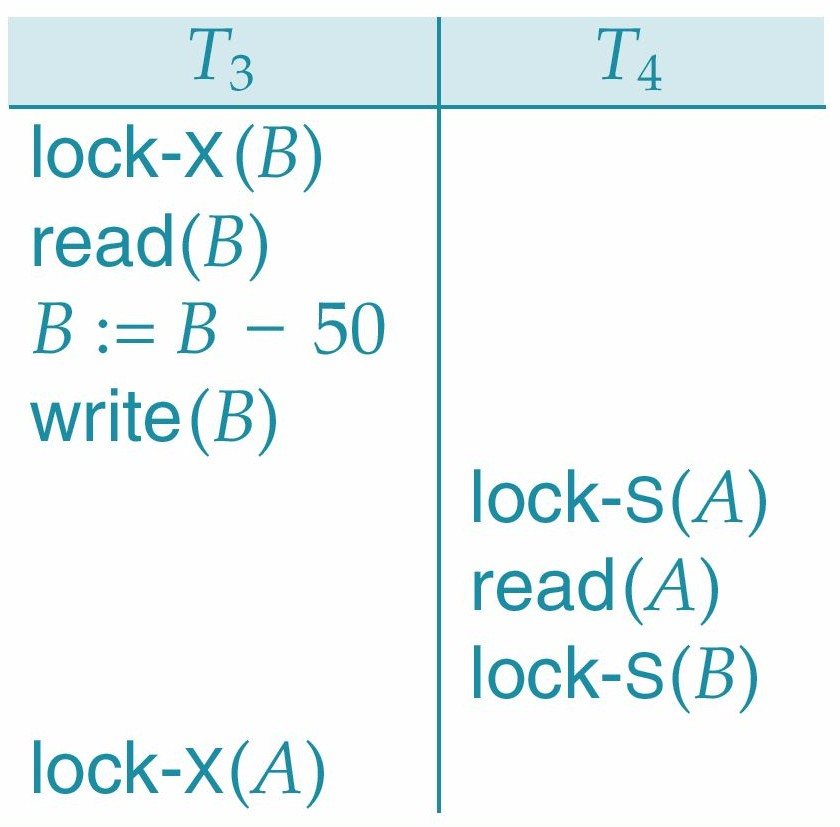 T₃ T₄
lock-X(B)
read(B)
B := B − 50
write(B)
lock-S(A)
read(A)
lock-S(B)
lock-X(A)